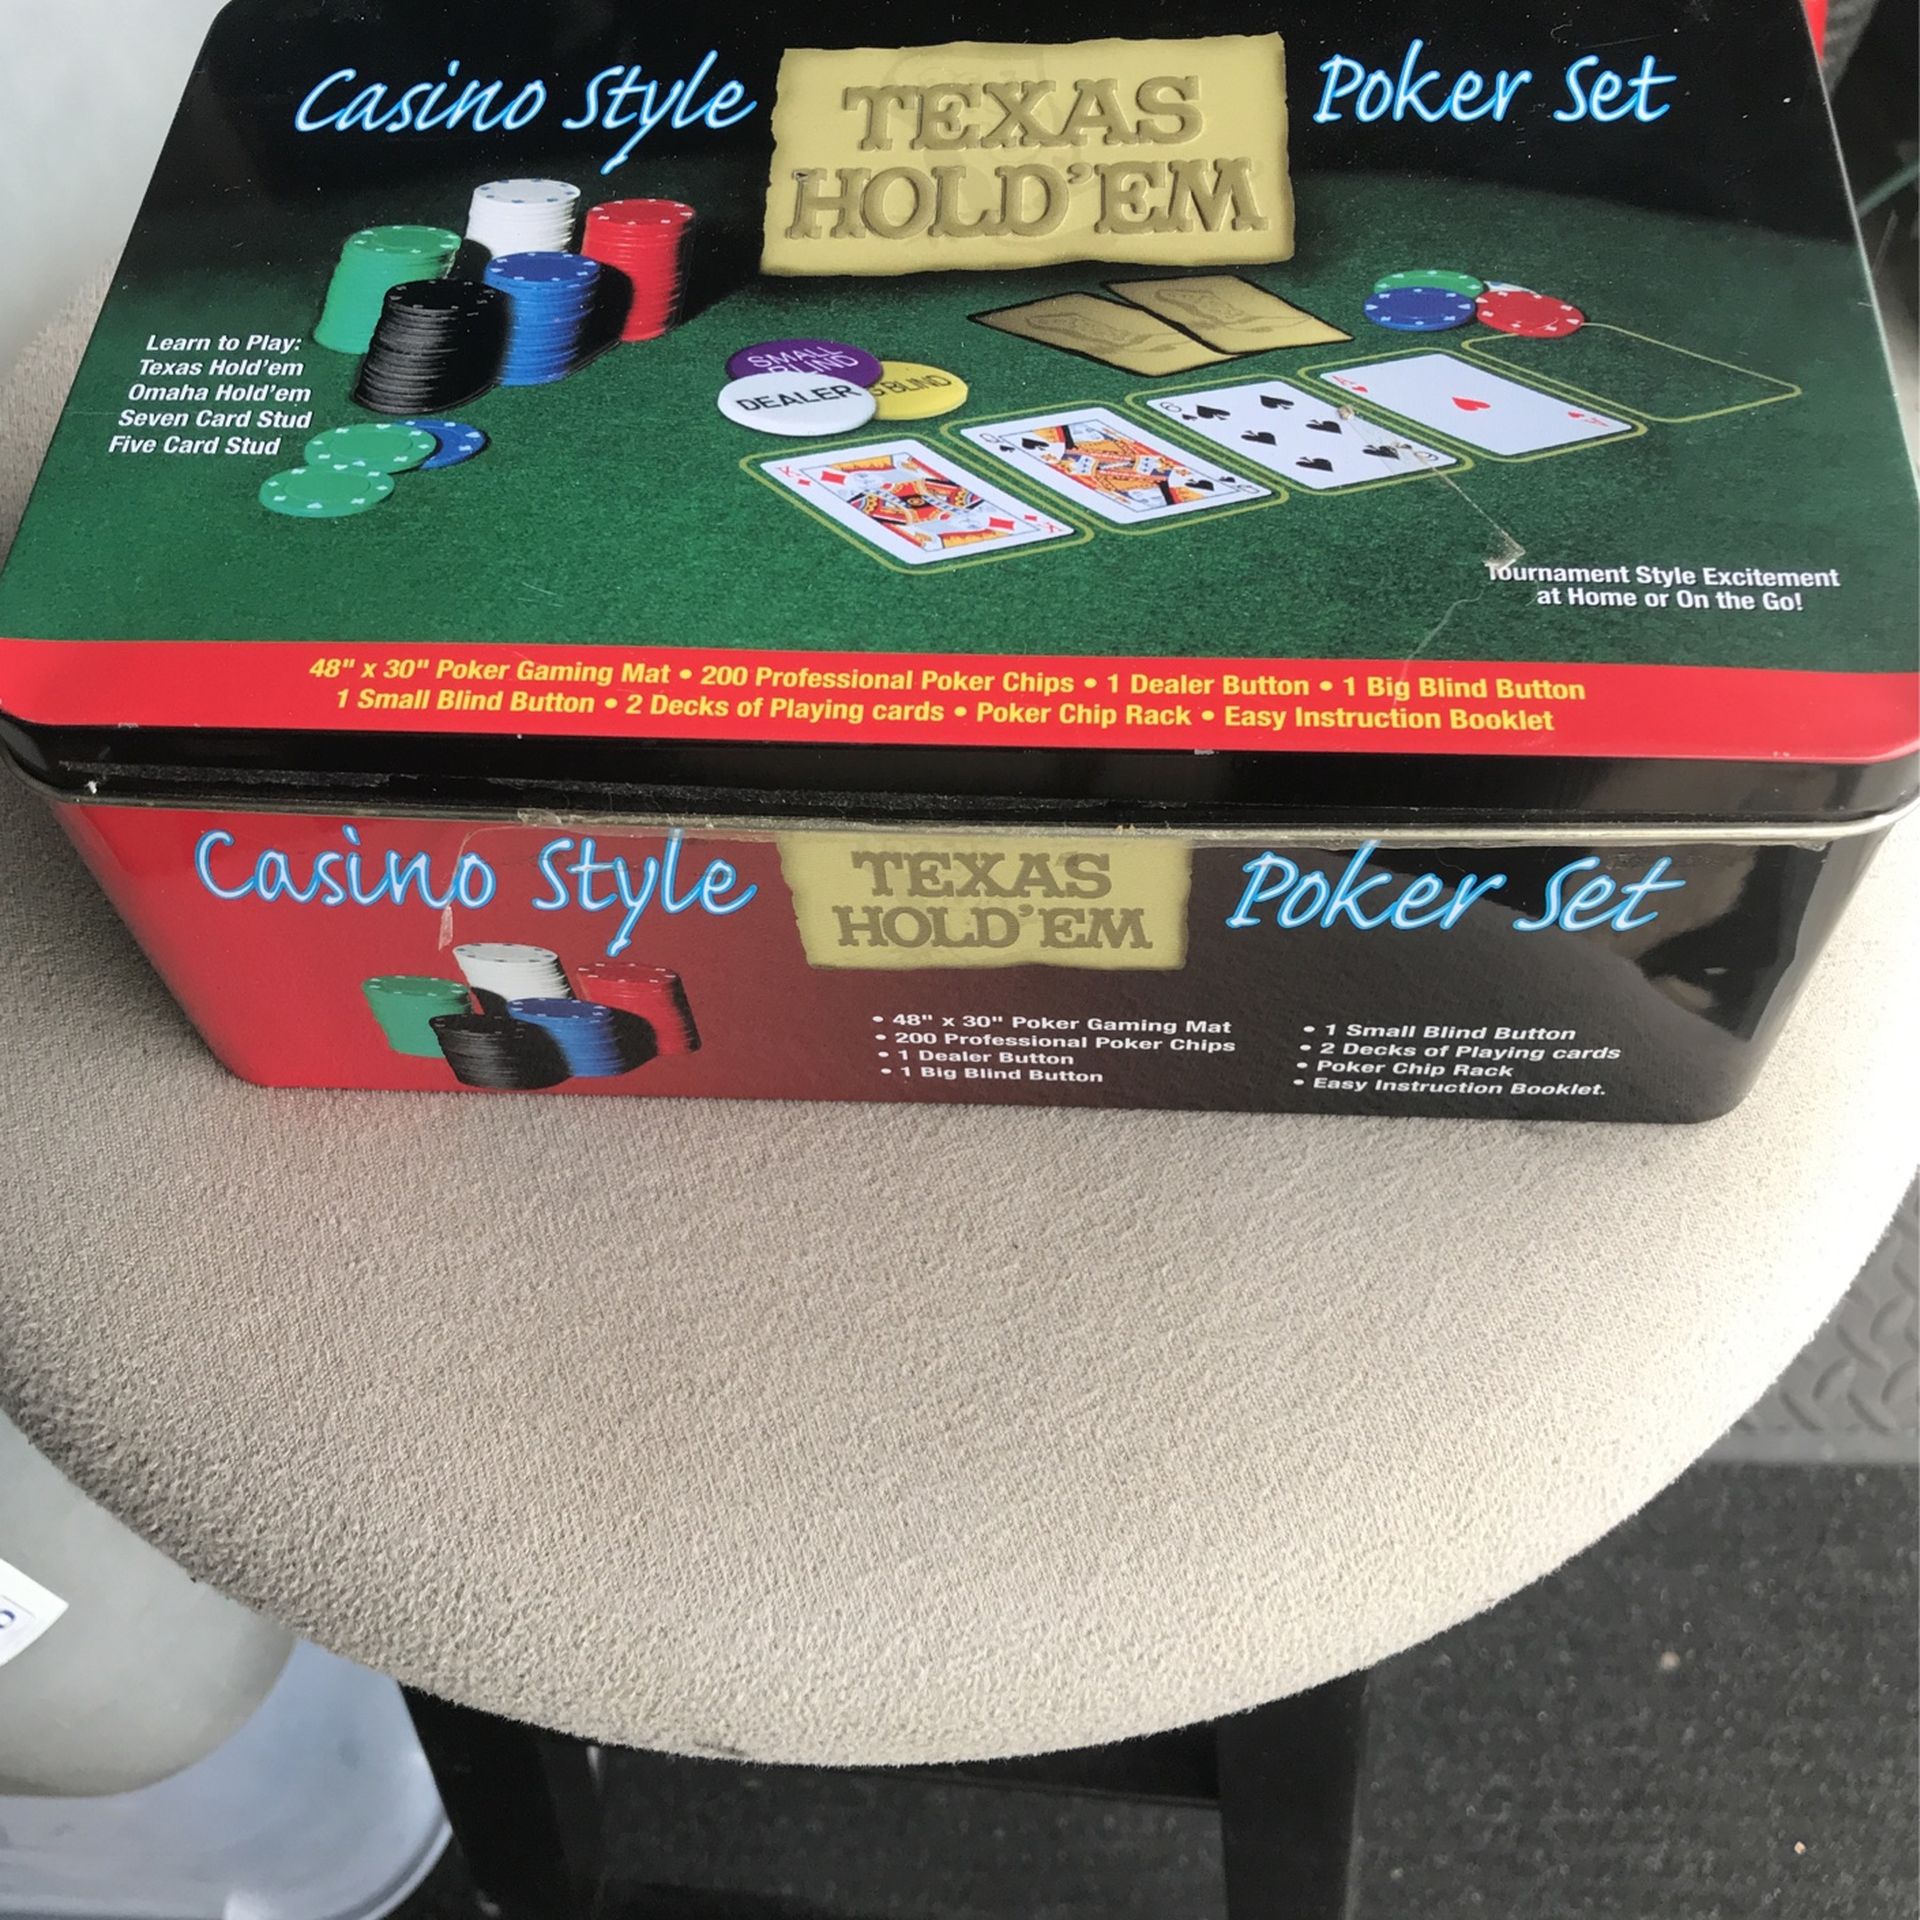 Casino Style TEXAS HOLD'EM Poker Set
Learn to Play:
Texas Hold'em
Omaha Hold'em
Seven Card Stud
Five Card Stud
SMALL
BLIND
DEALER
BLIND
K
Q
6
A
Tournament Style Excitement
at Home or On the Go!
48" x 30" Poker Gaming Mat • 200 Professional Poker Chips • 1 Dealer Button • 1 Big Blind Button
1 Small Blind Button • 2 Decks of Playing cards • Poker Chip Rack • Easy Instruction Booklet
Casino Style TEXAS HOLD'EM Poker Set
• 48" x 30" Poker Gaming Mat
• 200 Professional Poker Chips
• 1 Dealer Button
• 1 Big Blind Button
• 1 Small Blind Button
• 2 Decks of Playing cards
• Poker Chip Rack
• Easy Instruction Booklet.